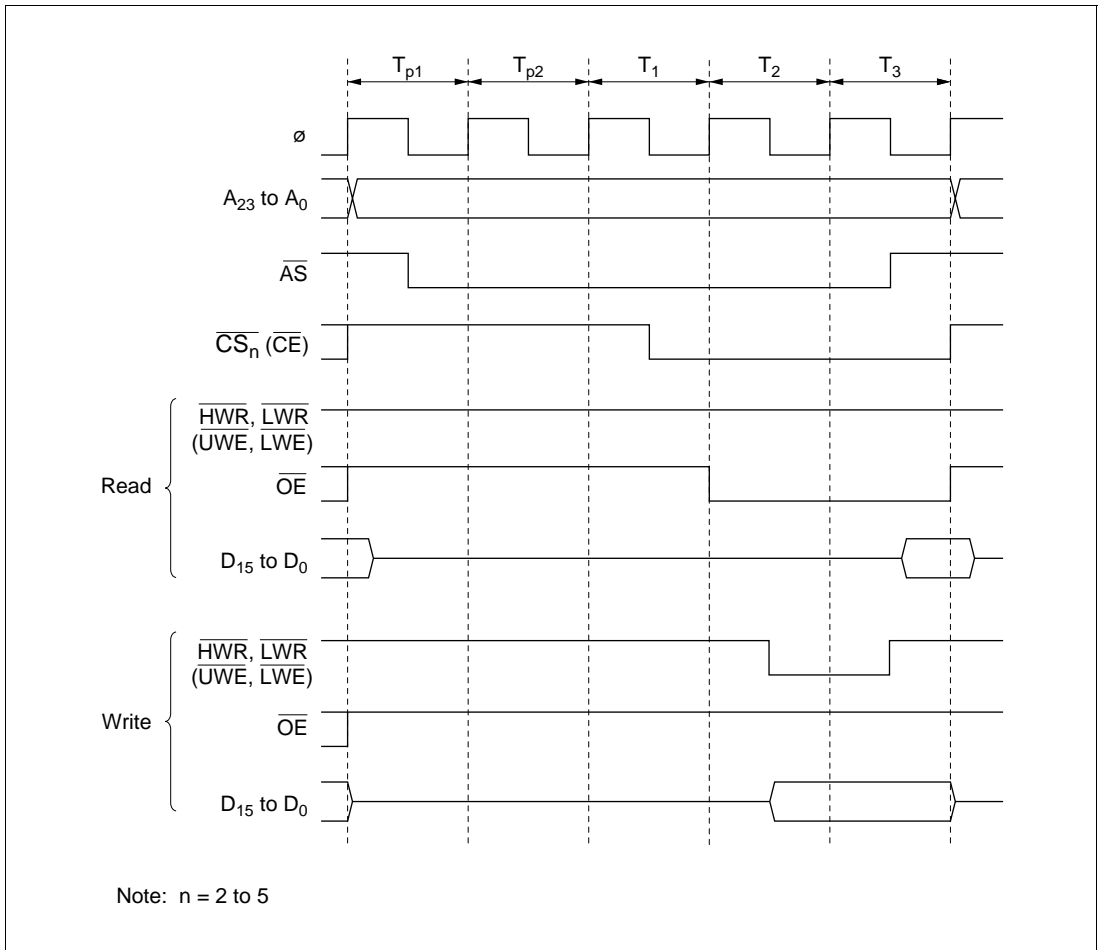 Tp1 Tp2 T1 T2 T3
ø
A23 to A0
AS
CSn (CE)
Read
HWR, LWR
(UWE, LWE)
OE
D15 to D0
Write
HWR, LWR
(UWE, LWE)
OE
D15 to D0
Note: n = 2 to 5